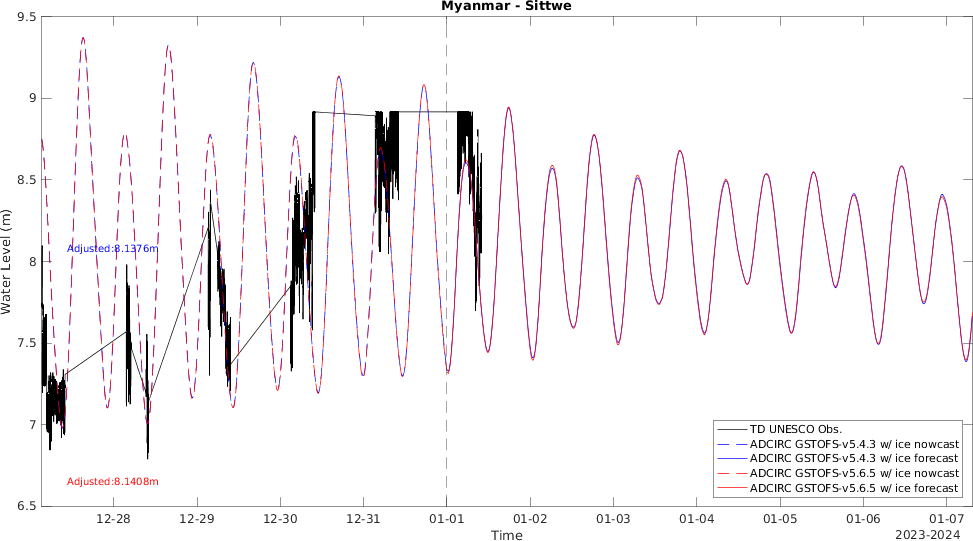 Myanmar - Sittwe
9.5
9
8.5
8
7.5
7
6.5
Water Level (m)
Adjusted:8.1376m
Adjusted:8.1408m
TD UNESCO Obs.
ADCIRC GSTOFS-v5.4.3 w/ ice nowcast
ADCIRC GSTOFS-v5.4.3 w/ ice forecast
ADCIRC GSTOFS-v5.6.5 w/ ice nowcast
ADCIRC GSTOFS-v5.6.5 w/ ice forecast
12-28 12-29 12-30 12-31 01-01 01-02 01-03 01-04 01-05 01-06 01-07
Time
2023-2024